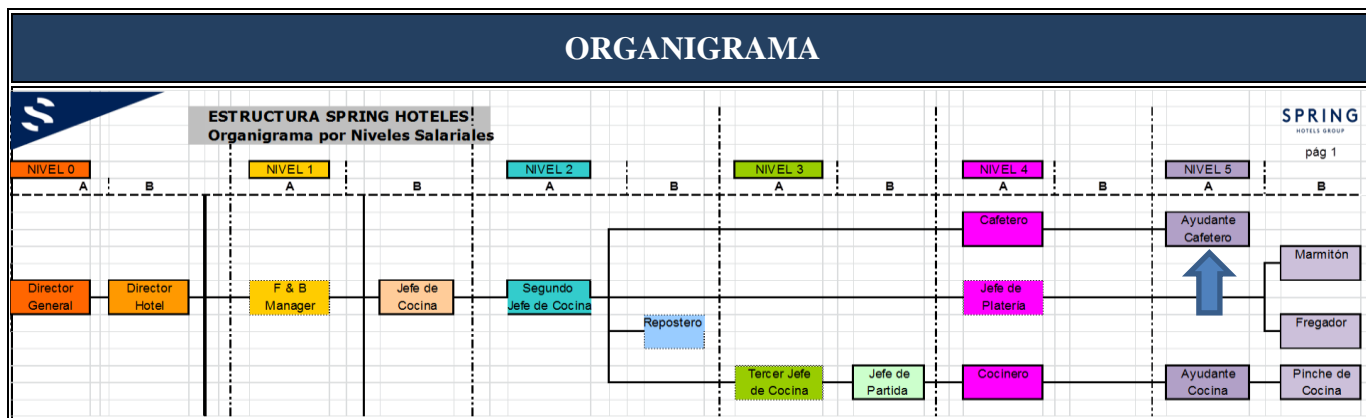 ORGANIGRAMA
ESTRUCTURA SPRING HOTELES
Organigrama por Niveles Salariales
SPRING
HOTELS GROUP
pág 1
NIVEL 0 NIVEL 1 NIVEL 2 NIVEL 3 NIVEL 4 NIVEL 5
A B A B A B A B A B A B
Cafetero
Ayudante
Cafetero
Marmitón
Director
General
Director
Hotel
F & B
Manager
Jefe de
Cocina
Segundo
Jefe de Cocina
Jefe de
Platería
Repostero
Fregador
Tercer Jefe
de Cocina
Jefe de
Partida
Cocinero
Ayudante
Cocina
Pinche de
Cocina